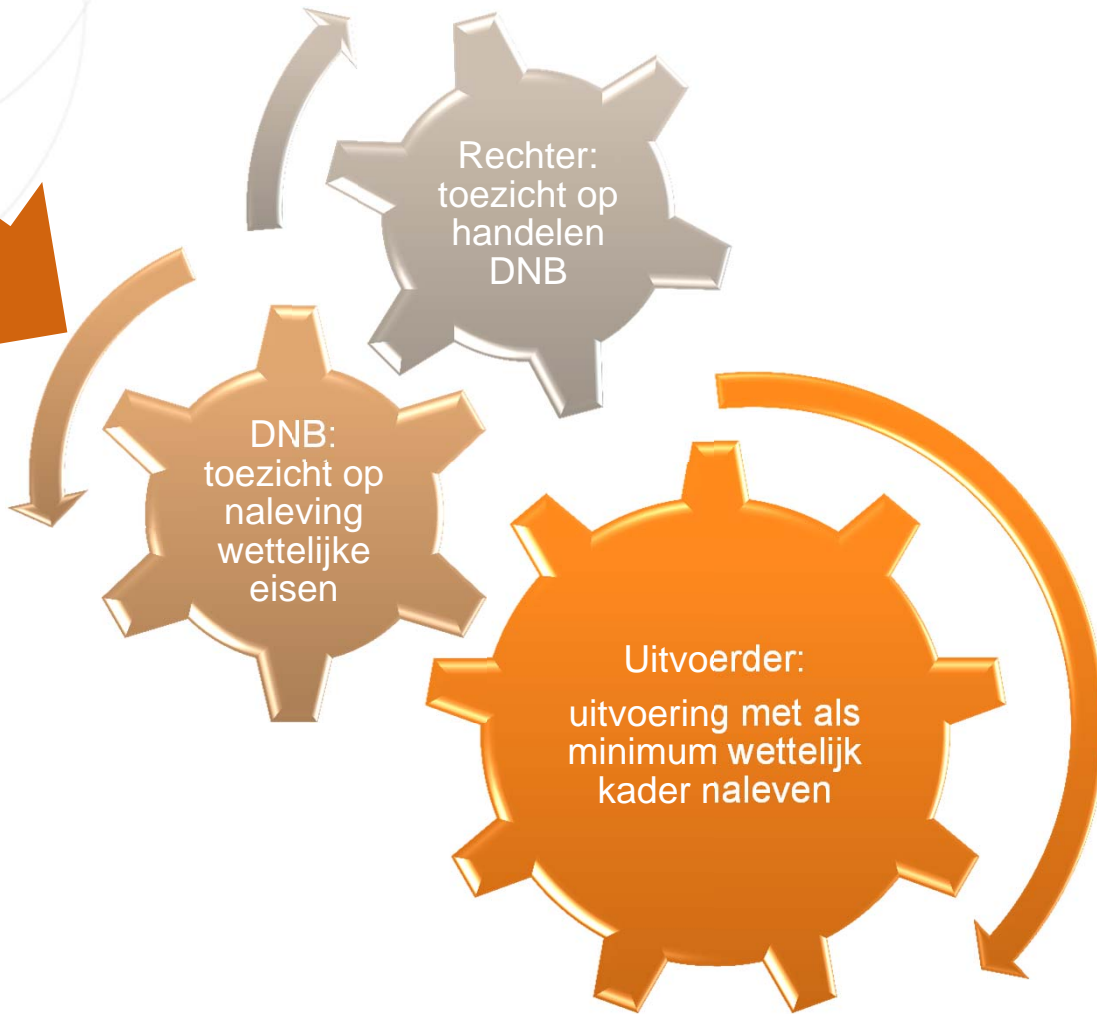 Rechter:
toezicht op
handelen
DNB
DNB:
toezicht op
naleving
wettelijke
eisen
Uitvoerder:
uitvoering met als
minimum wettelijk
kader naleven